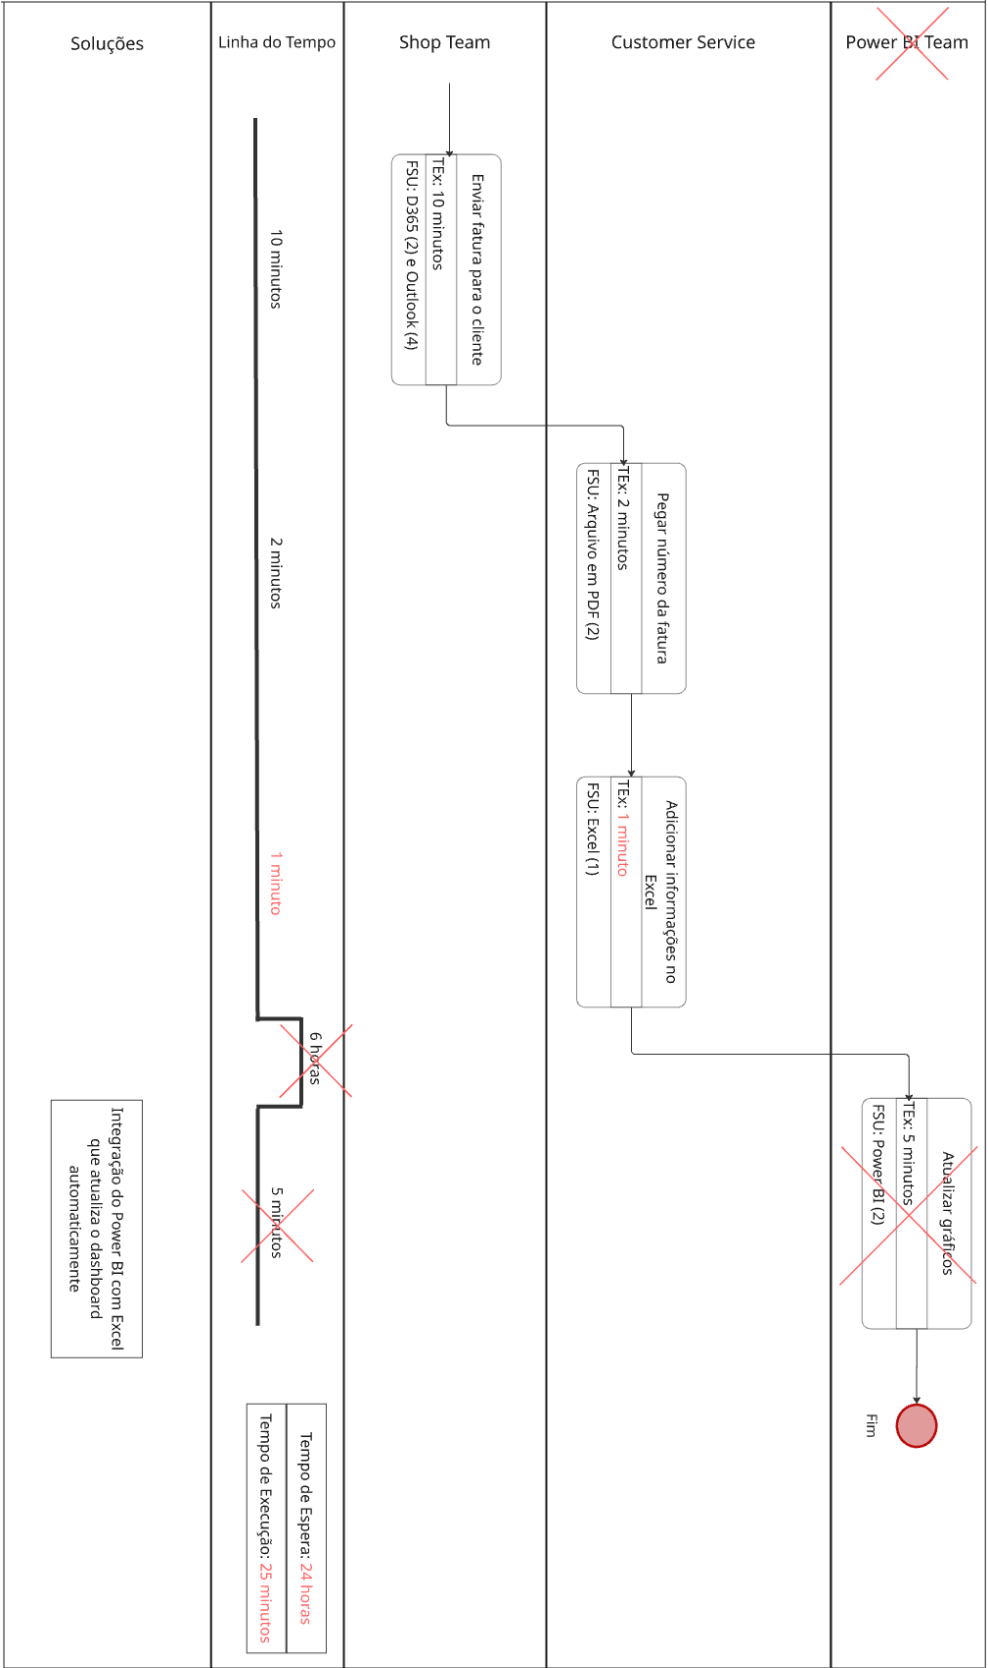 Soluções
Linha do Tempo
Shop Team
Customer Service
Power BI Team
Enviar fatura para o cliente
TEx: 10 minutos
FSU: D365 (2) e Outlook (4)
Pegar número da fatura
TEx: 2 minutos
FSU: Arquivo em PDF (2)
Adicionar informações no
Excel
TEx: 1 minuto
FSU: Excel (1)
Atualizar gráficos
TEx: 5 minutos
FSU: Power BI (2)
Fim
10 minutos
2 minutos
1 minuto
6 horas
5 minutos
Tempo de Espera: 24 horas
Tempo de Execução: 25 minutos
Integração do Power BI com Excel
que atualiza o dashboard
automaticamente